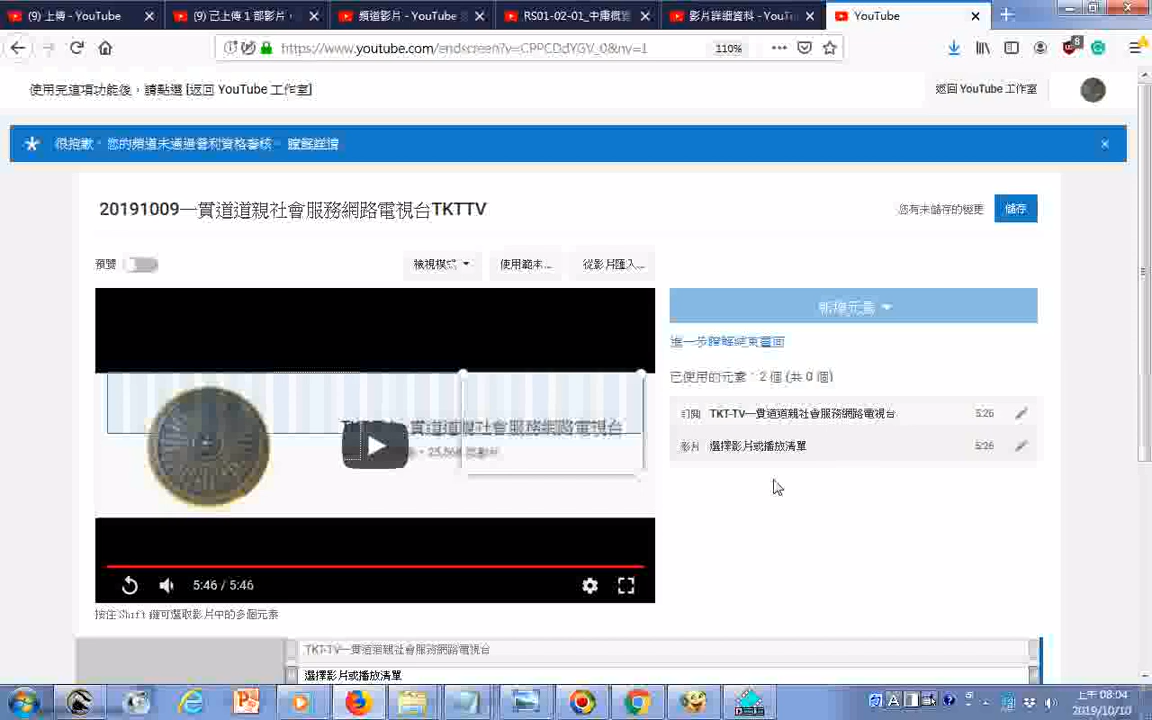 (9) 上傳 - YouTube
(9) 已上傳 1 部影片，
頻道影片 - YouTube
RS01-02-01_中庸概
影片詳細資料 - YouT
YouTube
110%
使用完這項功能後，請點選 [返回 YouTube 工作室]
返回 YouTube 工作室
很抱歉，您的頻道未通過營利資格審核。 瞭解詳情
20191009一貫道道親社會服務網路電視台TKTTV
您有未儲存的變更
儲存
預覽
檢視模式
使用範本...
從影片匯入...
新增元素
進一步瞭解結束畫面
已使用的元素：2 個 (共 0 個)
訂閱 TKT-TV一貫道道親社會服務網路電視台 5:26
影片 選擇影片或播放清單 5:26
貫道道親社會服務網路電視台
5:46 / 5:46
按住 Shift 鍵可選取影片中的多個元素
TKT-TV一貫道道親社會服務網路電視台
選擇影片或播放清單
上午 08:04
2019/10/10